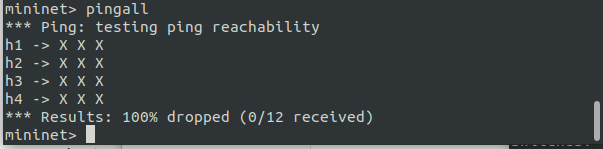 mininet> pingall
*** Ping: testing ping reachability
h1 -> X X X
h2 -> X X X
h3 -> X X X
h4 -> X X X
*** Results: 100% dropped (0/12 received)
mininet>